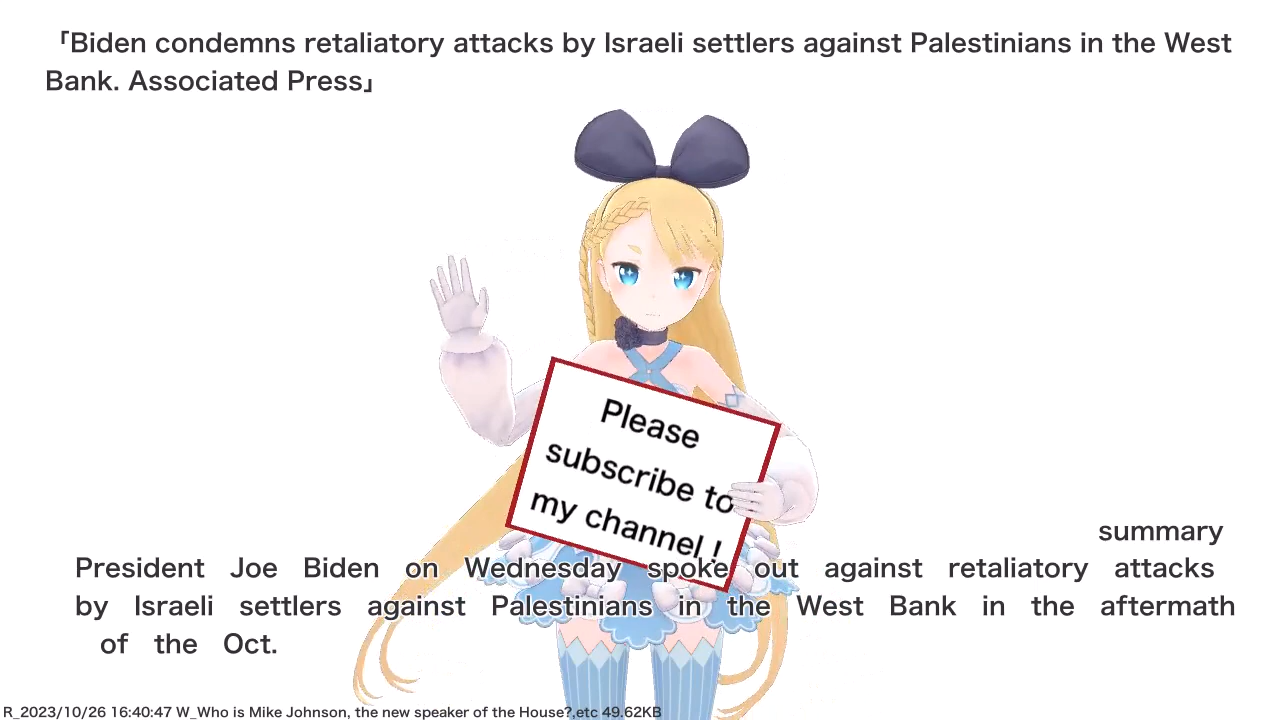 「Biden condemns retaliatory attacks by Israeli settlers against Palestinians in the West
Bank. Associated Press」
Please
subscribe to
my channel !
summary
President Joe Biden on Wednesday spoke out against retaliatory attacks
by Israeli settlers against Palestinians in the West Bank in the aftermath
of the Oct.
R_2023/10/26 16:40:47 W_Who is Mike Johnson, the new speaker of the House?,etc 49.62KB